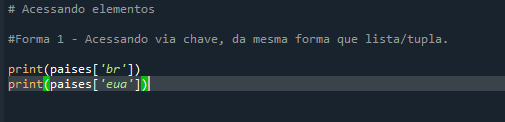 # Acessando elementos
#Forma 1 - Acessando via chave, da mesma forma que lista/tupla.
print(paises['br'])
print(paises['eua'])